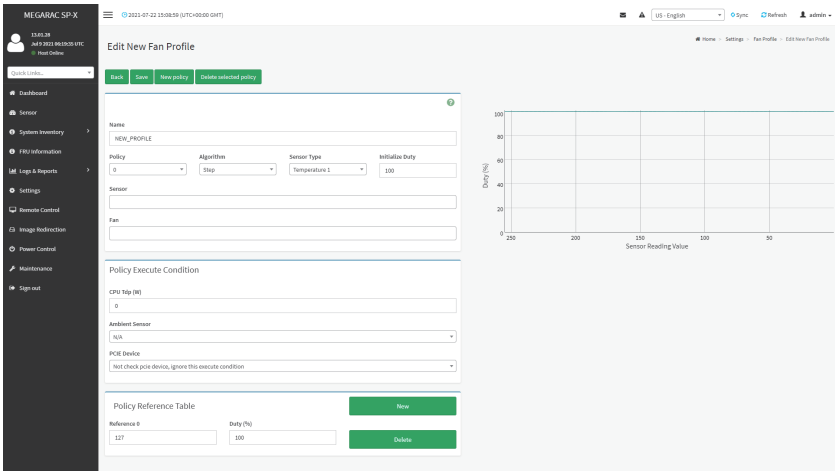 MEGARAC SP-X
2021-07-22 15:08:59 (UTC+00:00 GMT)
US - English
Sync
Refresh
admin
13.01.28
Jul 9 2021 06:19:35 UTC
Host Online
Quick Links...
Dashboard
Sensor
System Inventory
FRU Information
Logs & Reports
Settings
Remote Control
Image Redirection
Power Control
Maintenance
Sign out
Edit New Fan Profile
Home > Settings > Fan Profile > Edit New Fan Profile
Back Save New policy Delete selected policy
Name
NEW_PROFILE
Policy Algorithm Sensor Type Initialize Duty
0 Step Temperature 1 100
Sensor
Fan
Policy Execute Condition
CPU Tdp (W)
0
Ambient Sensor
N/A
PCIE Device
Not check pcie device, ignore this execute condition
Policy Reference Table
New
Reference 0 Duty (%)
127 100 Delete
100
80
60
40
20
0
Duty (%)
250 200 150 100 50
Sensor Reading Value